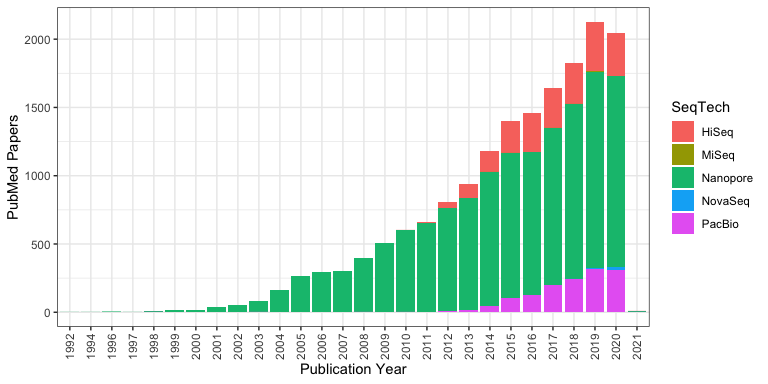 PubMed Papers
2000
1500
1000
500
0
1992 1994 1996 1997 1998 1999 2000 2001 2002 2003 2004 2005 2006 2007 2008 2009 2010 2011 2012 2013 2014 2015 2016 2017 2018 2019 2020 2021
Publication Year
SeqTech
HiSeq
MiSeq
Nanopore
NovaSeq
PacBio